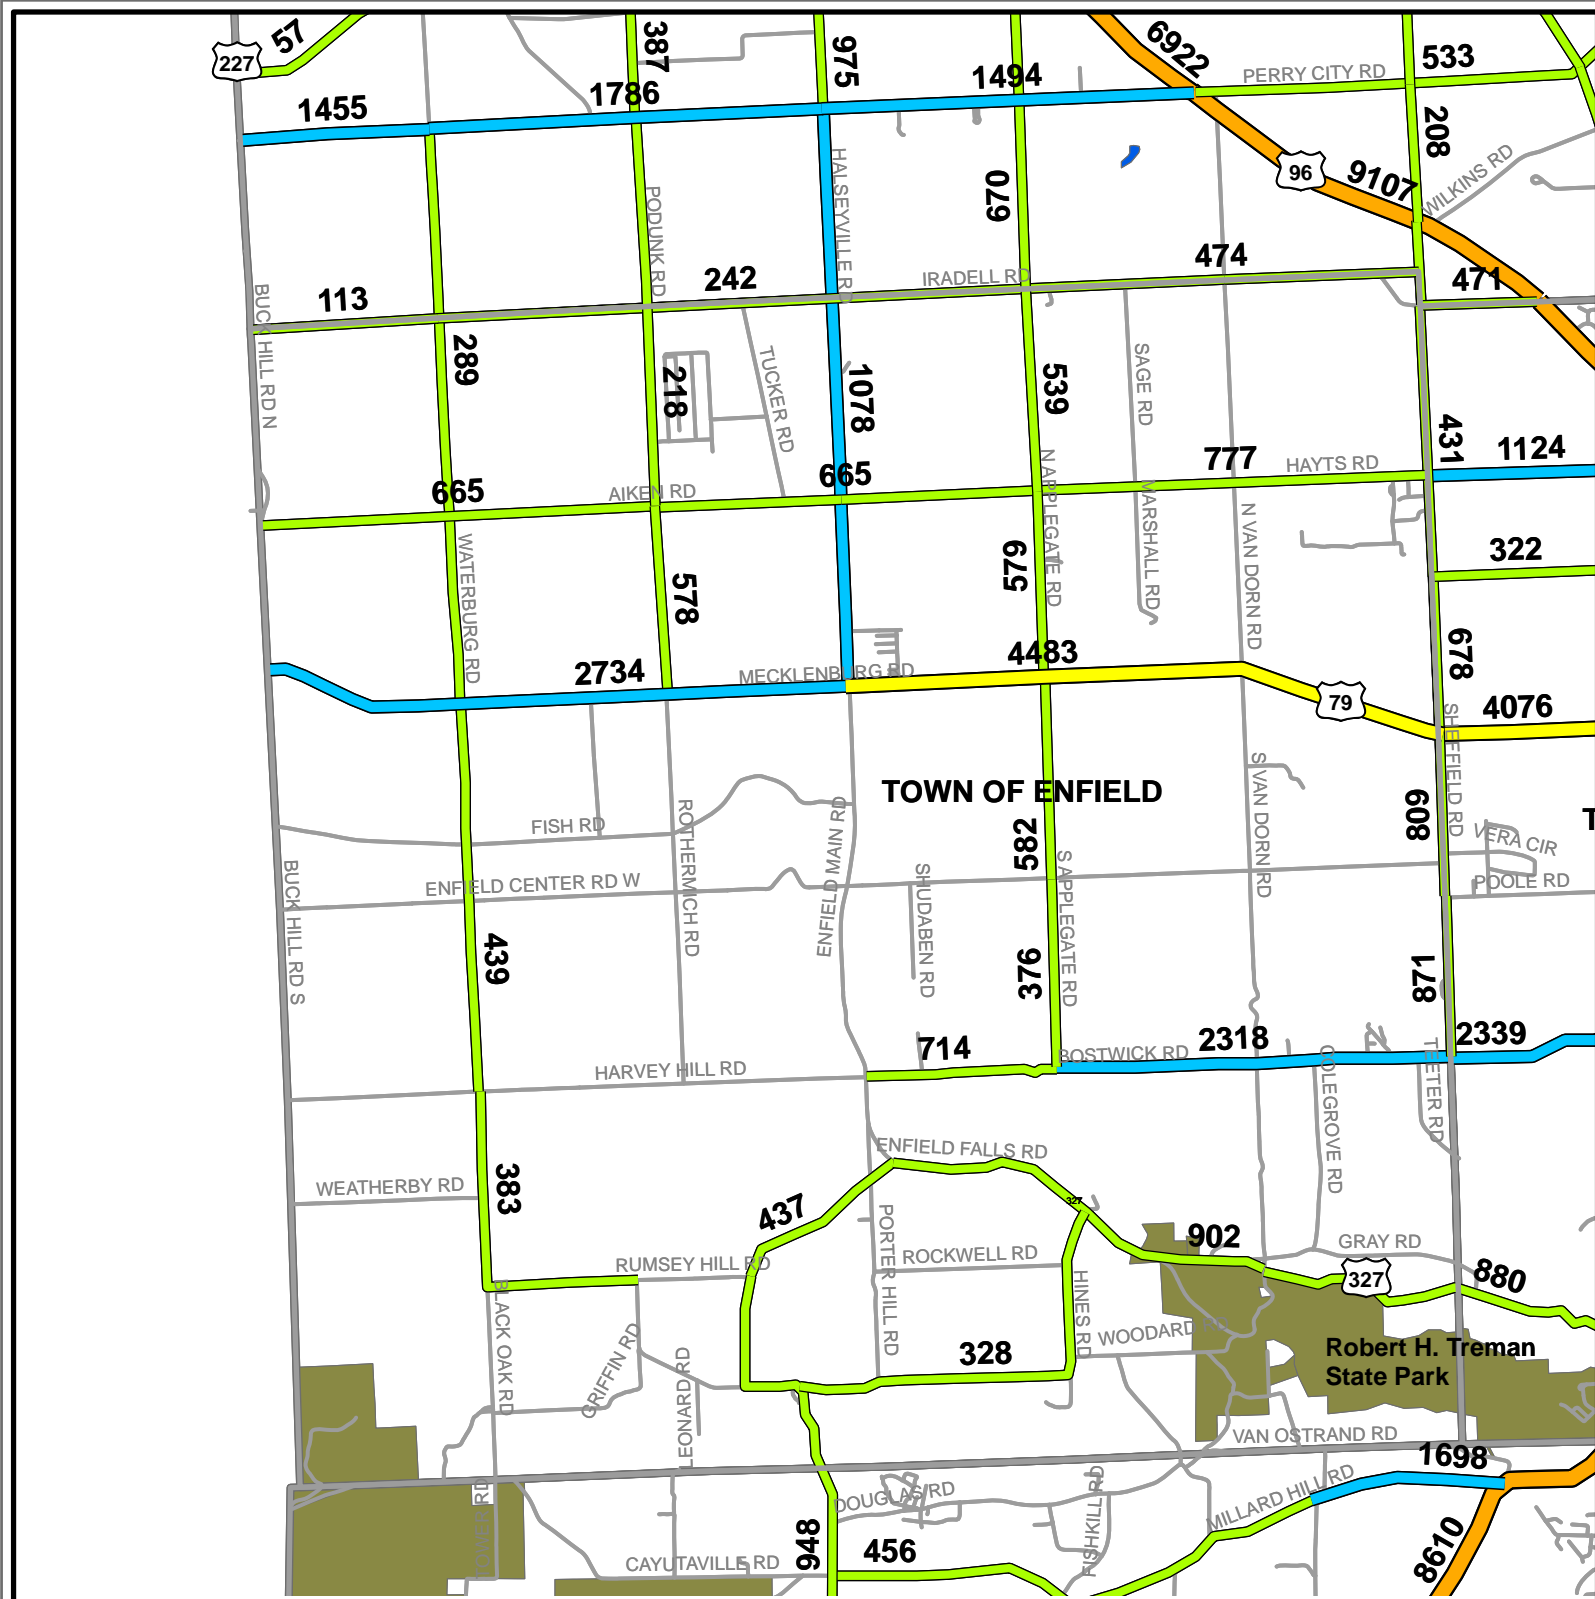 57
387
975
6922
533
227
1494
PERRY CITY RD
1786
1455
208
WILKINS RD
96
9107
HALSEYVILLE RD
PODUNK RD
079
474
242
IRADELL RD
471
113
BUCK HILL RD N
289
218
TUCKER RD
1078
539
SAGE RD
431
1124
777
HAYTS RD
665
665
AIKEN RD
N APPLEGATE RD
MARSHALL RD
N VAN DORN RD
WATERBURG RD
578
579
322
678
4483
2734
MECKLENBURG RD
79
4076
SHEFFIELD RD
TOWN OF ENFIELD
S VAN DORN RD
608
T
FISH RD
ROTHERMICH RD
ENFIELD MAIN RD
582
VERA CIR
POOLE RD
ENFIELD CENTER RD W
SHUDABEN RD
S APPLEGATE RD
BUCK HILL RD S
439
376
871
714
2318
2339
BOSTWICK RD
HARVEY HILL RD
COLEGROVE RD
TEETER RD
ENFIELD FALLS RD
WEATHERBY RD
383
437
327
902
PORTER HILL RD
ROCKWELL RD
GRAY RD
RUMSEY HILL RD
HINES RD
327
880
BLACK OAK RD
GRIFFIN RD
LEONARD RD
328
WOODARD RD
Robert H. Treman
State Park
VAN OSTRAND RD
1698
DOUGLAS RD
FISHKILL RD
MILLARD HILL RD
948
456
CAYUTAVILLE RD
8610